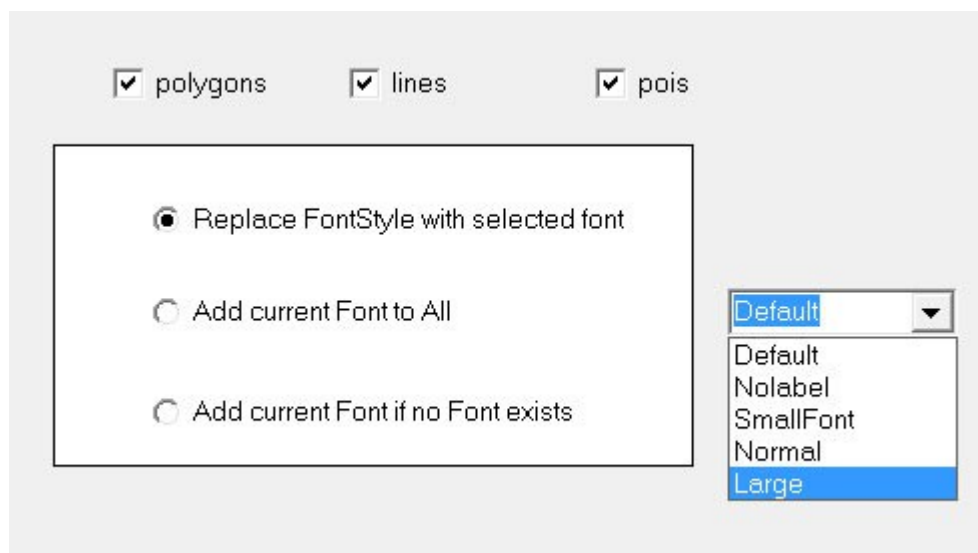 polygons lines pois
Replace FontStyle with selected font
Add current Font to All
Default
Default
Nolabel
Add current Font if no Font exists
SmallFont
Normal
Large